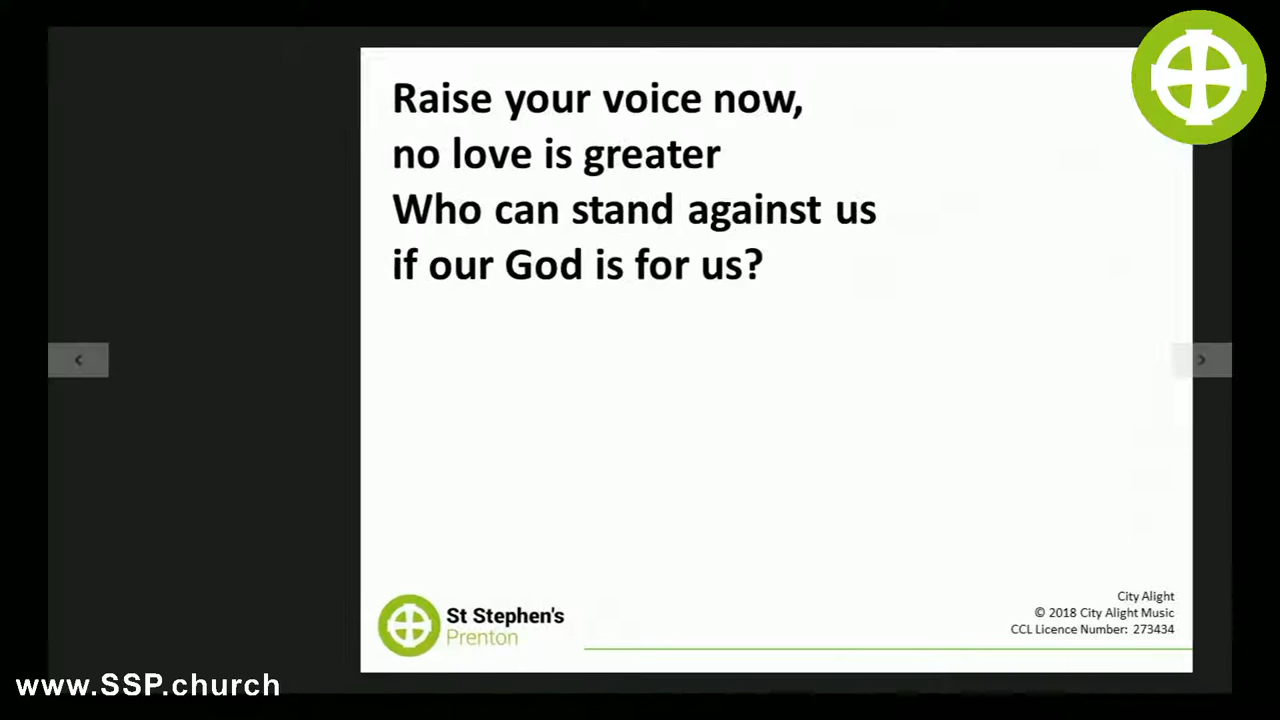 Raise your voice now,
no love is greater
Who can stand against us
if our God is for us?
City Alight
© 2018 City Alight Music
CCL Licence Number: 273434
St Stephen's
Prenton
www.SSP.church